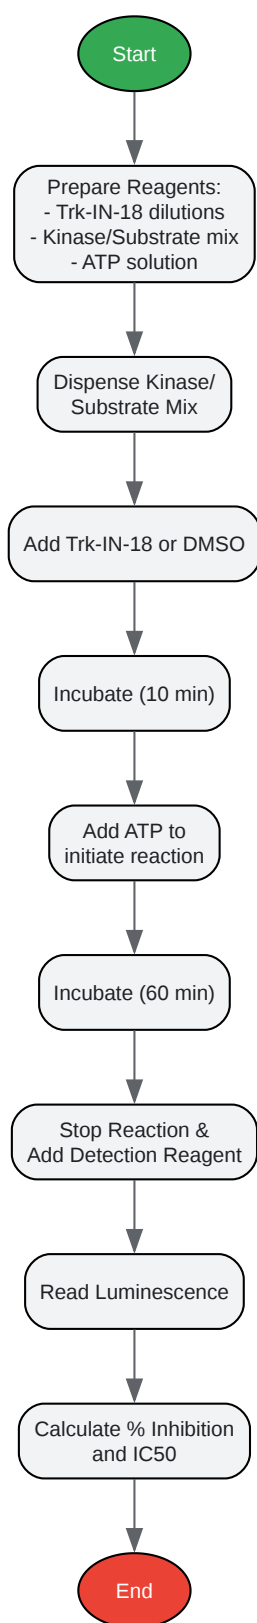 Start
Prepare Reagents:
- Trk-IN-18 dilutions
- Kinase/Substrate mix
- ATP solution
Dispense Kinase/
Substrate Mix
Add Trk-IN-18 or DMSO
Incubate (10 min)
Add ATP to
initiate reaction
Incubate (60 min)
Stop Reaction &
Add Detection Reagent
Read Luminescence
Calculate % Inhibition
and IC50
End